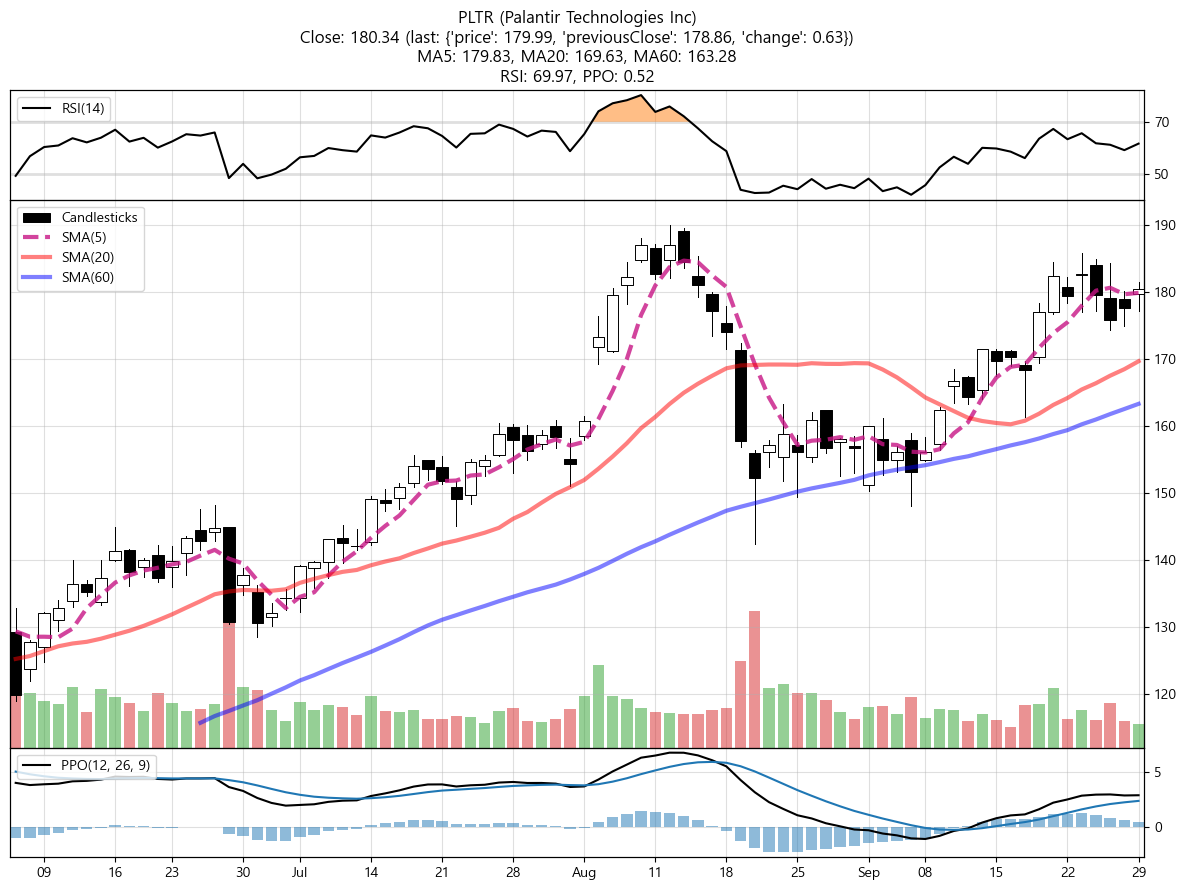 PLTR (Palantir Technologies Inc)
Close: 180.34 (last: {'price': 179.99, 'previousClose': 178.86, 'change': 0.63})
MA5: 179.83, MA20: 169.63, MA60: 163.28
RSI: 69.97, PPO: 0.52
RSI(14)
70
50
Candlesticks
SMA(5)
SMA(20)
SMA(60)
190
180
170
160
150
140
130
120
PPO(12, 26, 9)
5
0
09 16 23 30 Jul 14 21 28 Aug 11 18 25 Sep 08 15 22 29